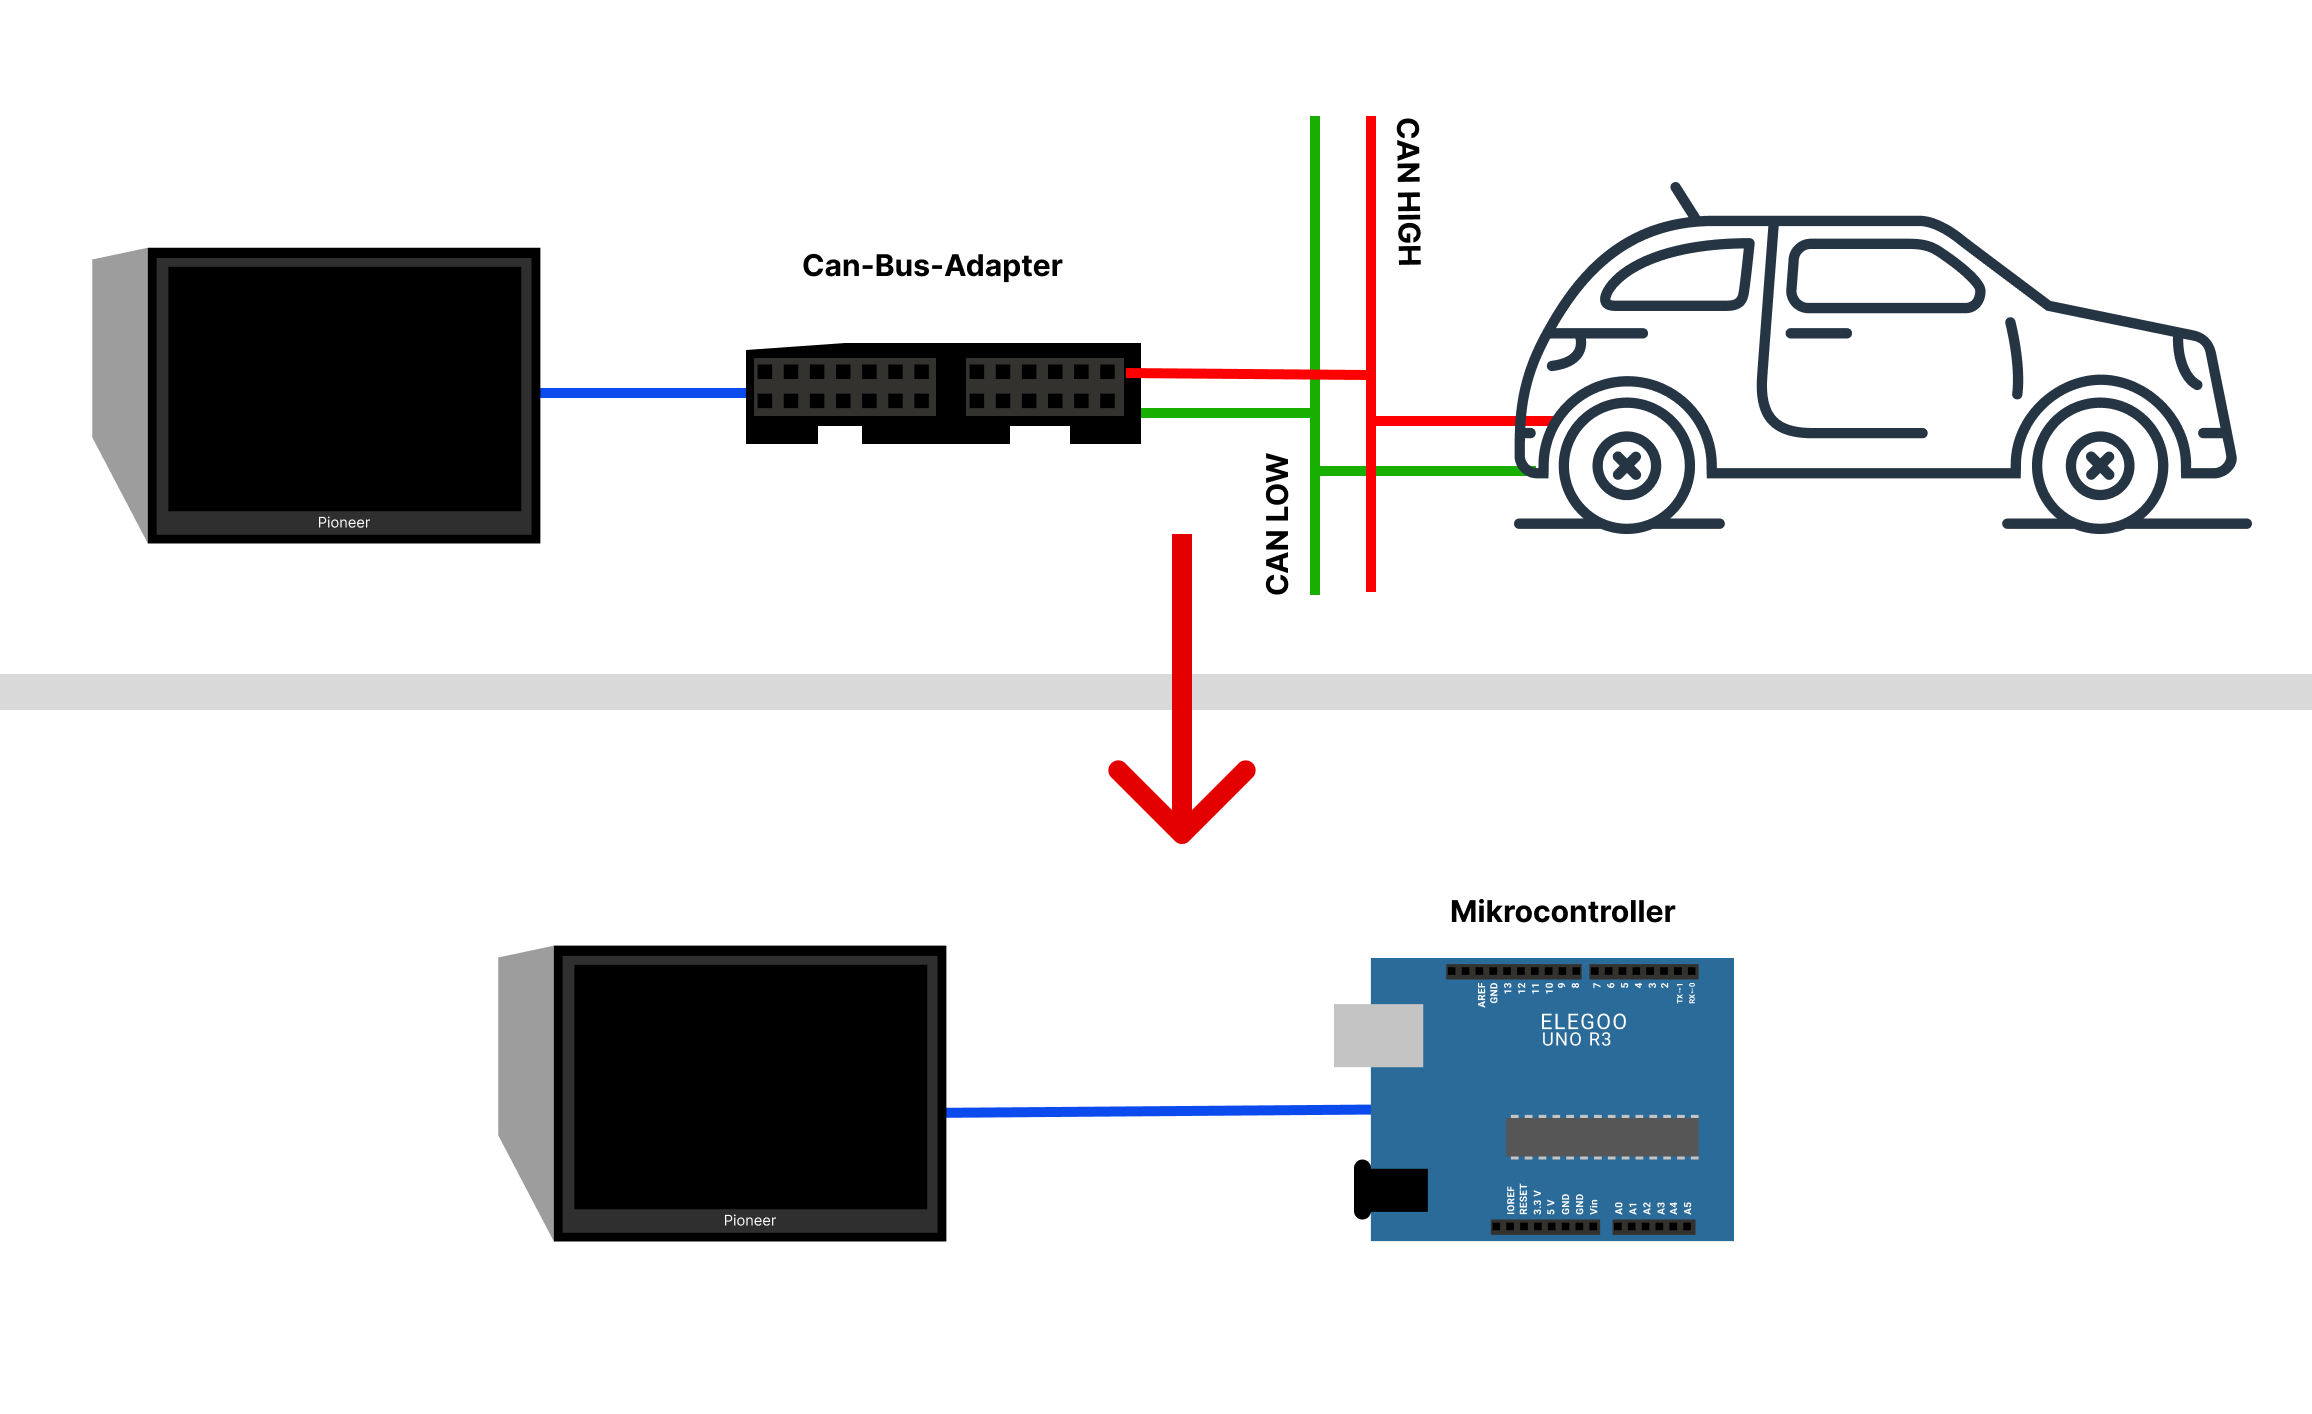 CAN HIGH
Can-Bus-Adapter
CAN LOW
Pioneer
Mikrocontroller
AREF
GND
13
12
11
10
9
8
7
6
5
4
3
2
TX→1
RX←0
ELEGOO
UNO R3
IOREF
RESET
3.3 V
5 V
GND
GND
Vin
A0
A1
A2
A3
A4
A5
Pioneer